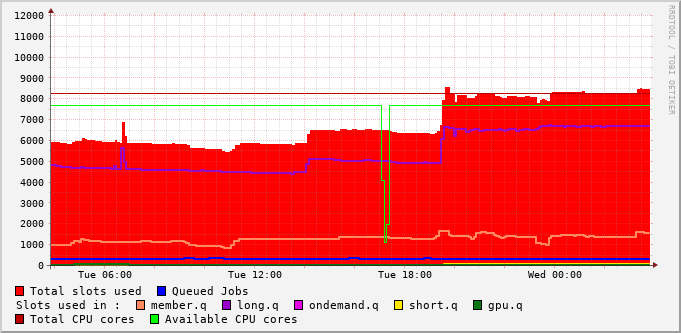 RRDTOOL / TOBI OETIKER
12000
11000
10000
9000
8000
7000
6000
5000
4000
3000
2000
1000
0
Tue 06:00 Tue 12:00 Tue 18:00 Wed 00:00
Total slots used Queued Jobs
Slots used in : member.q long.q ondemand.q short.q gpu.q
Total CPU cores Available CPU cores